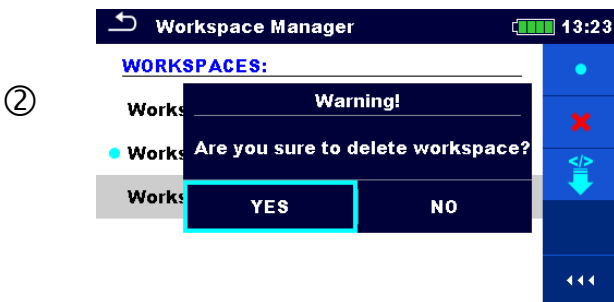 Workspace Manager 13:23
②
WORKSPACES:
Works
Works
Works
Warning!
Are you sure to delete workspace?
YES NO